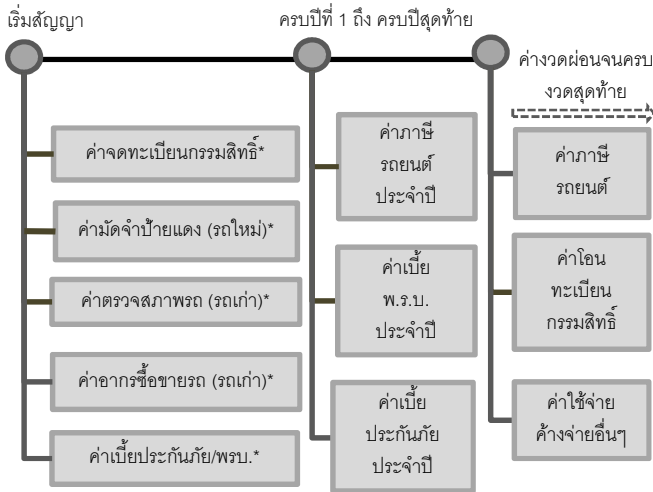 เริ่มสัญญา
ครบปีที่ 1 ถึง ครบปีสุดท้าย
ค่างวดผ่อนจนครบ
งวดสุดท้าย
ค่าจดทะเบียนกรรมสิทธิ์*
ค่ามัดจำป้ายแดง (รถใหม่)*
ค่าตรวจสภาพรถ (รถเก่า)*
ค่าอากรซื้อขายรถ (รถเก่า)*
ค่าเบี้ยประกันภัย/พรบ.*
ค่าภาษี
รถยนต์
ประจำปี
ค่าเบี้ย
พ.ร.บ.
ประจำปี
ค่าเบี้ย
ประกันภัย
ประจำปี
ค่าภาษี
รถยนต์
ค่าโอน
ทะเบียน
กรรมสิทธิ์
ค่าใช้จ่าย
ค้างจ่ายอื่นๆ